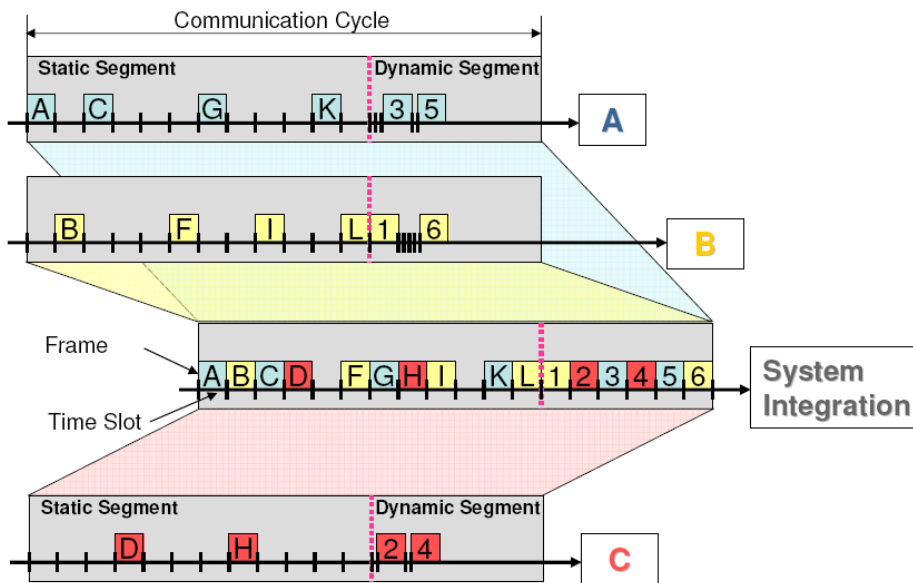 Communication Cycle
Static Segment
Dynamic Segment
A C G K 3 5
A
B F I L 1 6
B
Frame
A B C D F G H I K L 1 2 3 4 5 6
Time Slot
System
Integration
Static Segment
Dynamic Segment
D H 2 4
C